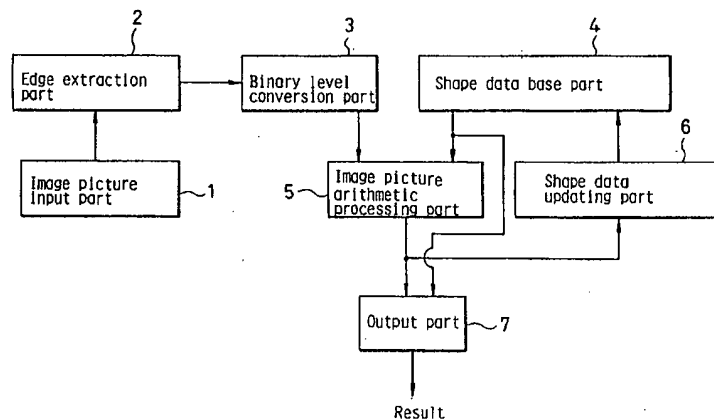 2
Edge extraction
part
3
Binary level
conversion part
4
Shape data base part
Image picture
input part
1
5
Image picture
arithmetic
processing part
6
Shape data
updating part
Output part
7
Result